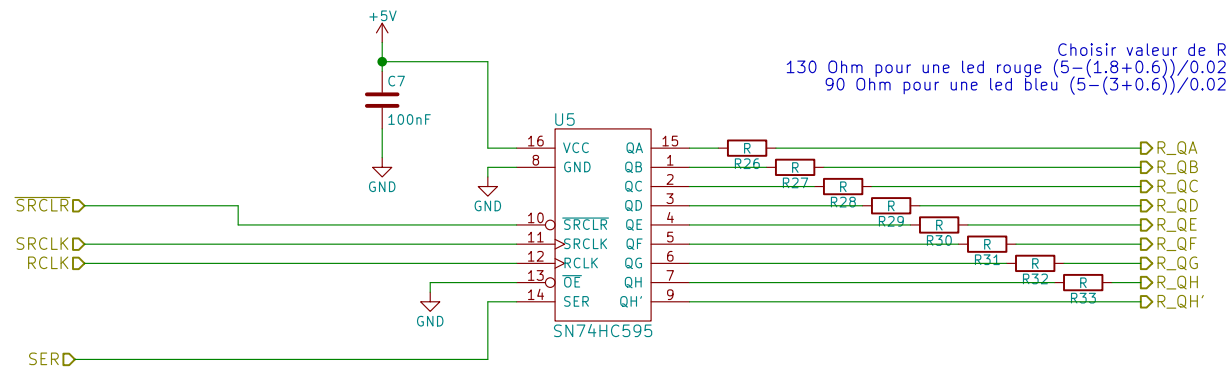 +5V
Choisir valeur de R
130 Ohm pour une led rouge (5-(1.8+0.6))/0.02
90 Ohm pour une led bleu (5-(3+0.6))/0.02
C7
100nF
GND
U5
16 VCC QA 15 R R26 R_QA
8 GND QB 1 R R27 R_QB
GND
QC 2 R R28 R_QC
SRCLR QD 3 R R29 R_QD
10 SRCLR QE 4 R R30 R_QE
SRCLK 11 SRCLK QF 5 R R31 R_QF
RCLK 12 RCLK QG 6 R R32 R_QG
13 OE QH 7 R R33 R_QH
14 SER QH' 9 R_QH'
GND
SN74HC595
SER